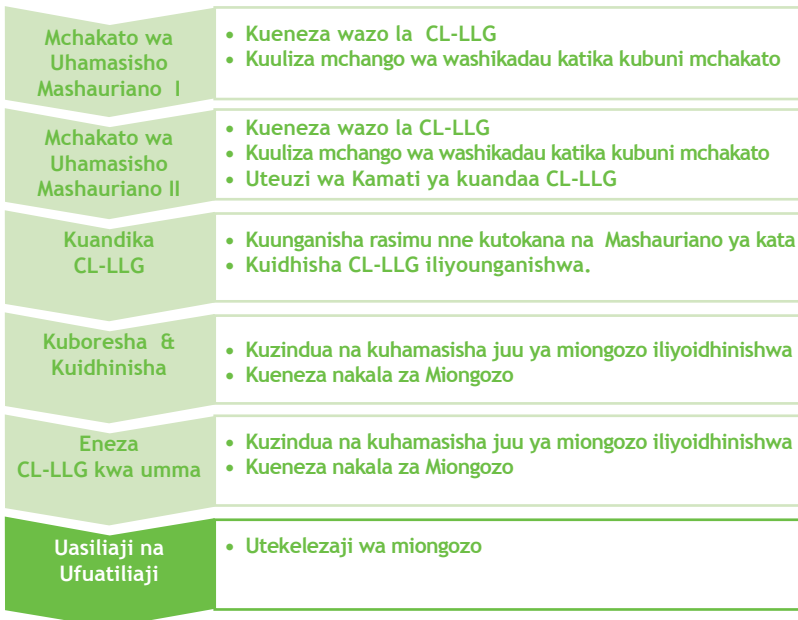 Mchakato wa
Uhamasisho
Mashauriano I
• Kueneza wazo la CL-LLG
• Kuuliza mchango wa washikadau katika kubuni mchakato
Mchakato wa
Uhamasisho
Mashauriano II
• Kueneza wazo la CL-LLG
• Kuuliza mchango wa washikadau katika kubuni mchakato
• Uteuzi wa Kamati ya kuandaa CL-LLG
Kuandika
CL-LLG
• Kuunganisha rasimu nne kutokana na Mashauriano ya kata
• Kuidhisha CL-LLG iliyounganishwa.
Kuboresha &
Kuidhinisha
• Kuzindua na kuhamasisha juu ya miongozo iliyoidhinishwa
• Kueneza nakala za Miongozo
Eneza
CL-LLG kwa umma
• Kuzindua na kuhamasisha juu ya miongozo iliyoidhinishwa
• Kueneza nakala za Miongozo
Uasiliaji na
Ufuatiliaji
• Utekelezaji wa miongozo